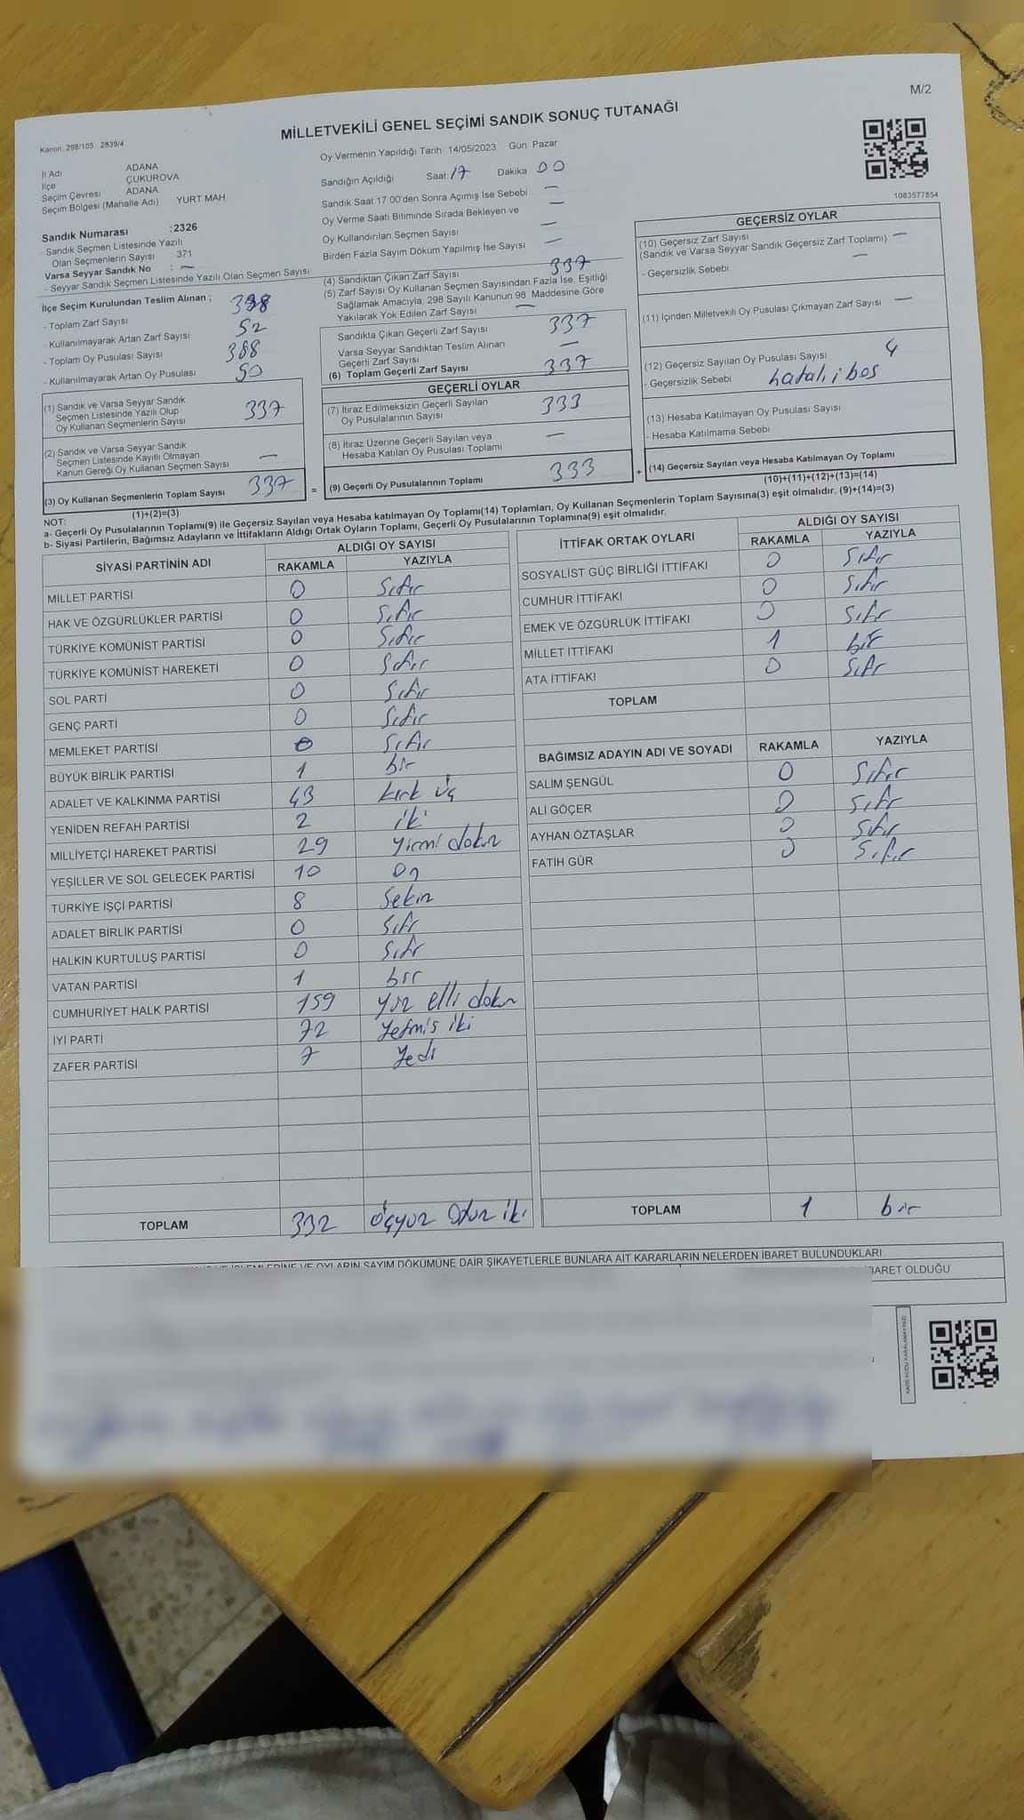 M/2
MİLLETVEKİLİ GENEL SEÇİMİ SANDIK SONUÇ TUTANAĞI
Kanun: 298/105 2839/4
İl Adı ADANA
İlçe ÇUKUROVA
Seçim Çevresi ADANA
Seçim Bölgesi (Mahalle Adı) YURT MAH
Sandık Numarası :2326
- Sandık Seçmen Listesinde Yazılı
Olan Seçmenlerin Sayısı 371
Varsa Seyyar Sandık No : —
- Seyyar Sandık Seçmen Listesinde Yazılı Olan Seçmen Sayısı
Oy Vermenin Yapıldığı Tarih: 14/05/2023 Gün: Pazar
Sandığın Açıldığı Saat: 17 Dakika 00
Sandık Saat 17.00'den Sonra Açımış İse Sebebi —
Oy Verme Saati Bitiminde Sırada Bekleyen ve
Oy Kullandırılan Seçmen Sayısı —
Birden Fazla Sayım Döküm Yapılmış İse Sayısı —
1083577854
İlçe Seçim Kurulundan Teslim Alınan ;
- Toplam Zarf Sayısı
- Kullanılmayarak Artan Zarf Sayısı 52
- Toplam Oy Pusulası Sayısı 388
- Kullanılmayarak Artan Oy Pusulası 50
(1) Sandık ve Varsa Seyyar Sandık
Seçmen Listesinde Yazılı Olup
Oy Kullanan Seçmenlerin Sayısı 337
(2) Sandık ve Varsa Seyyar Sandık
Seçmen Listesinde Kayıtlı Olmayan
Kanun Gereği Oy Kullanan Seçmen Sayısı —
(3) Oy Kullanan Seçmenlerin Toplam Sayısı 337
(1)+(2)=(3)
(4) Sandıktan Çıkan Zarf Sayısı 337
(5) Zarf Sayısı Oy Kullanan Seçmen Sayısından Fazla İse, Eşitliği
Sağlamak Amacıyla, 298 Sayılı Kanunun 98. Maddesine Göre
Yakılarak Yok Edilen Zarf Sayısı —
Sandıkta Çıkan Geçerli Zarf Sayısı 337
Varsa Seyyar Sandıktan Teslim Alınan
Geçerli Zarf Sayısı —
(6) Toplam Geçerli Zarf Sayısı 337
GEÇERLİ OYLAR
(7) İtiraz Edilmeksizin Geçerli Sayılan
Oy Pusulalarının Sayısı 333
(8) İtiraz Üzerine Geçerli Sayılan veya
Hesaba Katılan Oy Pusulası Toplamı —
= (9) Geçerli Oy Pusulalarının Toplamı 333
GEÇERSİZ OYLAR
(10) Geçersiz Zarf Sayısı
(Sandık ve Varsa Seyyar Sandık Geçersiz Zarf Toplamı) —
- Geçersizlik Sebebi —
(11) İçinden Milletvekili Oy Pusulası Çıkmayan Zarf Sayısı —
(12) Geçersiz Sayılan Oy Pusulası Sayısı 4
- Geçersizlik Sebebi hatalı boş
(13) Hesaba Katılmayan Oy Pusulası Sayısı
- Hesaba Katılmama Sebebi
+ (14) Geçersiz Sayılan veya Hesaba Katılmayan Oy Toplamı
(10)+(11)+(12)+(13)=(14)
NOT:
a- Geçerli Oy Pusulalarının Toplamı(9) ile Geçersiz Sayılan veya Hesaba katılmayan Oy Toplamı(14) Toplamları, Oy Kullanan Seçmenlerin Toplam Sayısına(3) eşit olmalıdır. (9)+(14)=(3)
b- Siyasi Partilerin, Bağımsız Adayların ve İttifakların Aldığı Ortak Oyların Toplamı, Geçerli Oy Pusulalarının Toplamına(9) eşit olmalıdır.
SİYASİ PARTİNİN ADI ALDIĞI OY SAYISI
RAKAMLA YAZIYLA
MİLLET PARTİSİ 0 Sıfır
HAK VE ÖZGÜRLÜKLER PARTİSİ 0 Sıfır
TÜRKİYE KOMÜNİST PARTİSİ 0 Sıfır
TÜRKİYE KOMÜNİST HAREKETİ 0 Sıfır
SOL PARTİ 0 Sıfır
GENÇ PARTİ 0 Sıfır
MEMLEKET PARTİSİ 0 Sıfır
BÜYÜK BİRLİK PARTİSİ 1 bir
ADALET VE KALKINMA PARTİSİ 43 kırk üç
YENİDEN REFAH PARTİSİ 2 iki
MİLLİYETÇİ HAREKET PARTİSİ 29 yirmi dokuz
YEŞİLLER VE SOL GELECEK PARTİSİ 10 On
TÜRKİYE İŞÇİ PARTİSİ 8 Sekiz
ADALET BİRLİK PARTİSİ 0 Sıfır
HALKIN KURTULUŞ PARTİSİ 0 Sıfır
VATAN PARTİSİ 1 bir
CUMHURİYET HALK PARTİSİ 159 yüz elli dokuz
İYİ PARTİ 72 Yetmiş iki
ZAFER PARTİSİ 7 Yedi
TOPLAM 332 Üçyüz Otuz iki
İTTİFAK ORTAK OYLARI ALDIĞI OY SAYISI
RAKAMLA YAZIYLA
SOSYALİST GÜÇ BİRLİĞİ İTTİFAKI 0 Sıfır
CUMHUR İTTİFAKI 0 Sıfır
EMEK VE ÖZGÜRLÜK İTTİFAKI 0 Sıfır
MİLLET İTTİFAKI 1 bir
ATA İTTİFAKI 0 Sıfır
TOPLAM
BAĞIMSIZ ADAYIN ADI VE SOYADI RAKAMLA YAZIYLA
SALİM ŞENGÜL 0 Sıfır
ALİ GÖÇER 0 Sıfır
AYHAN ÖZTAŞLAR 0 Sıfır
FATİH GÜR 0 Sıfır
TOPLAM 1 bir
VE OYLARIN SAYIM DÖKÜMÜNE DAİR ŞİKAYETLERLE BUNLARA AİT KARARLARIN NELERDEN İBARET BULUNDUKLARI
İBARET OLDUĞU